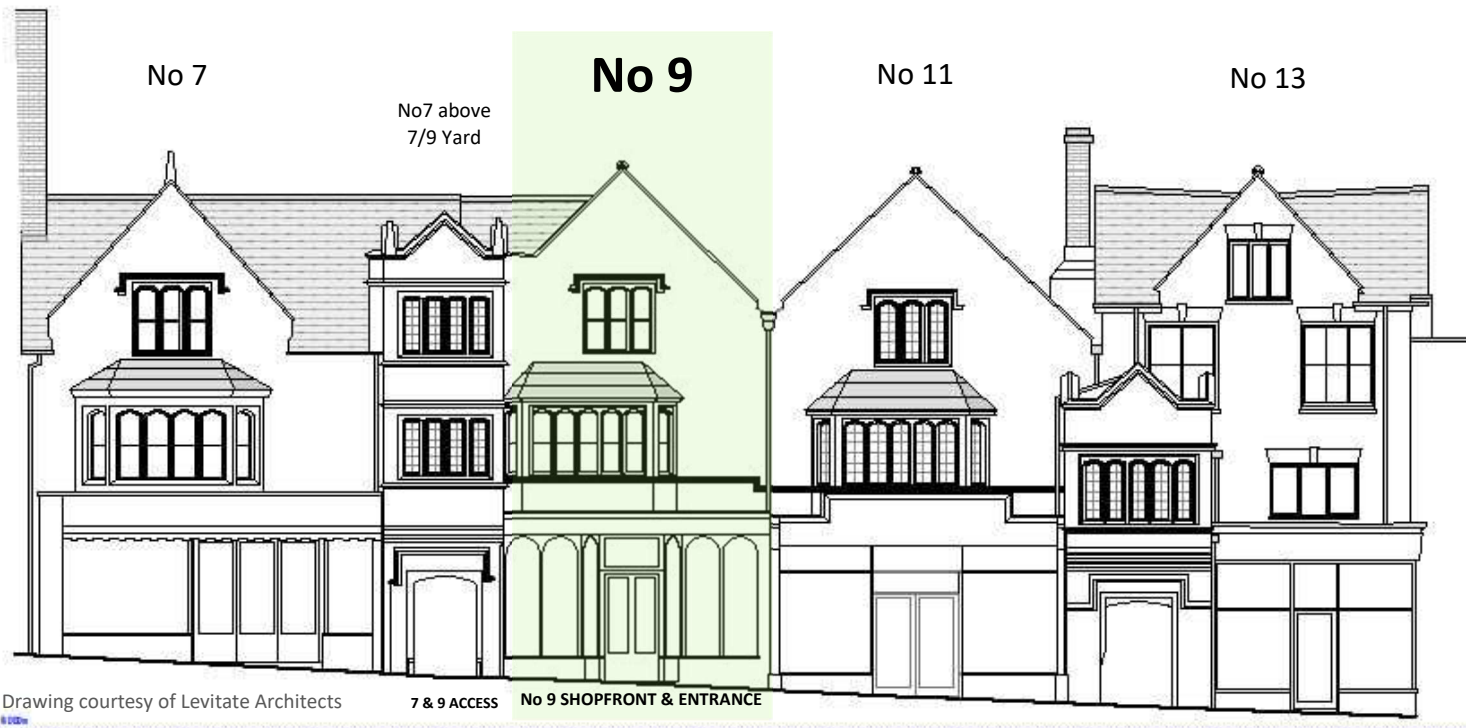 No 7
No7 above
7/9 Yard
No 9
No 11
No 13
Drawing courtesy of Levitate Architects
7 & 9 ACCESS
No 9 SHOPFRONT & ENTRANCE